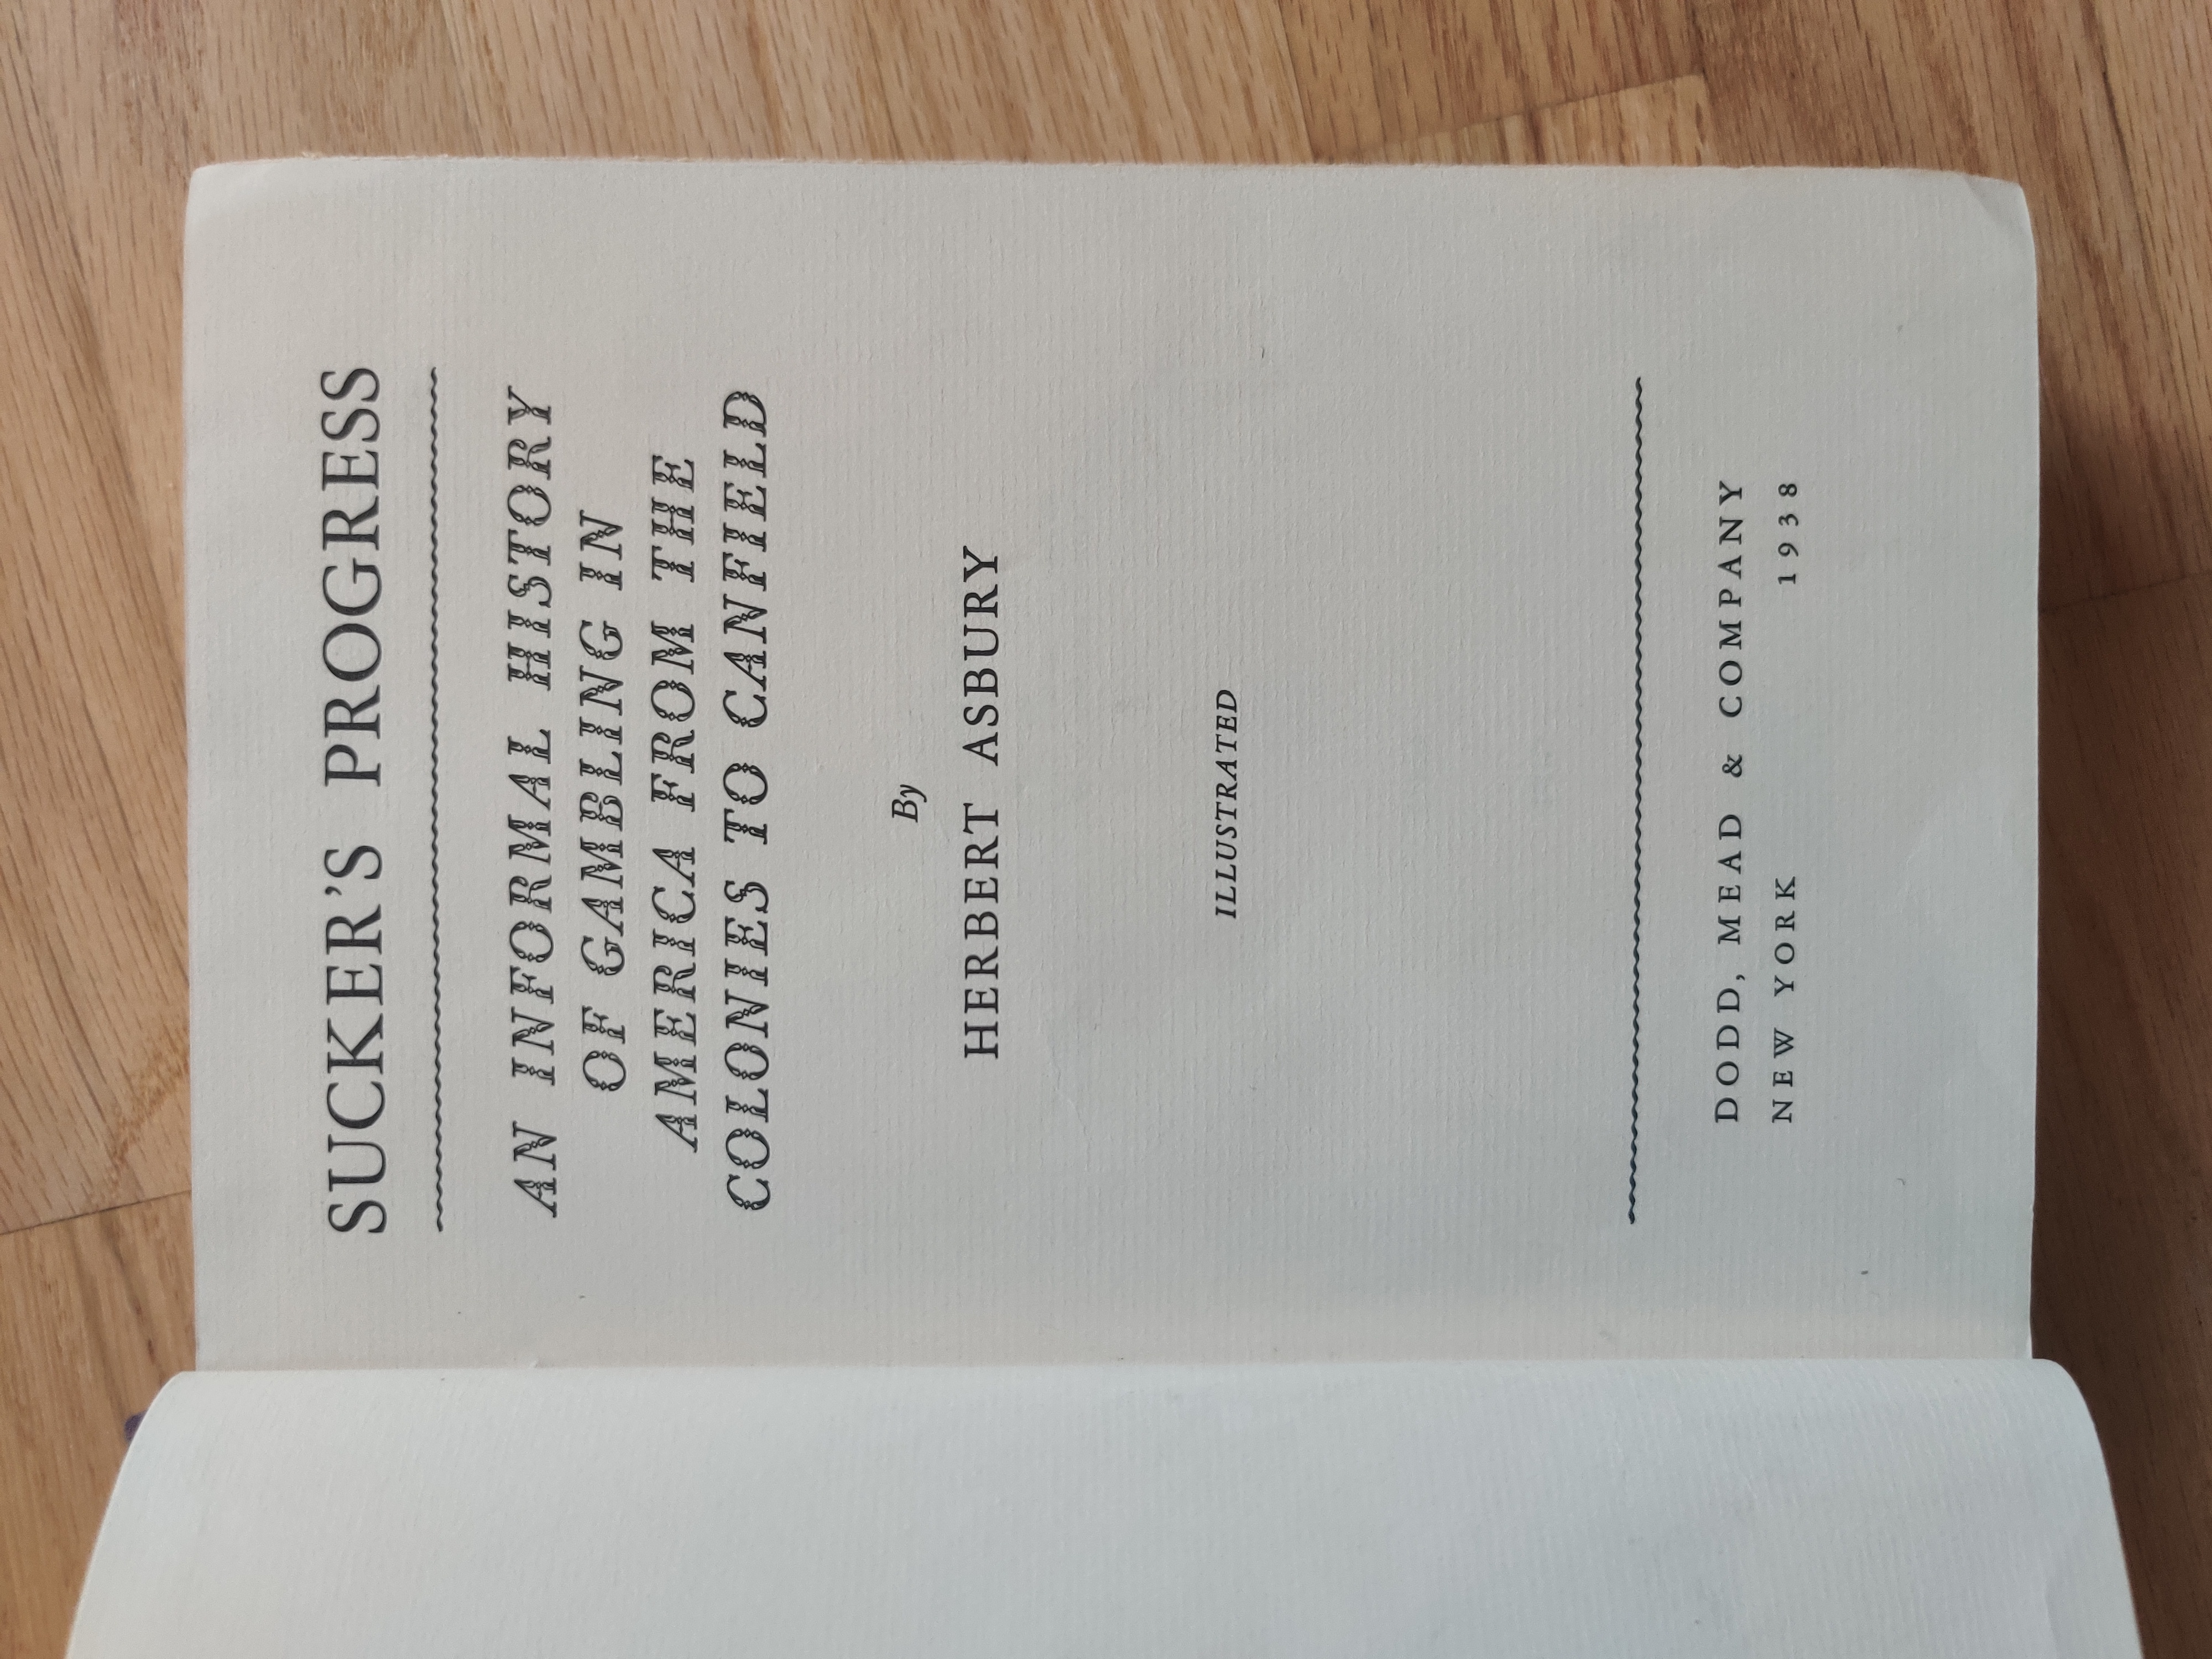 SUCKER'S PROGRESS
AN INFORMAL HISTORY
OF GAMBLING IN
AMERICA FROM THE
COLONIES TO CANFIELD
By
HERBERT ASBURY
ILLUSTRATED
DODD, MEAD & COMPANY
NEW YORK 1938